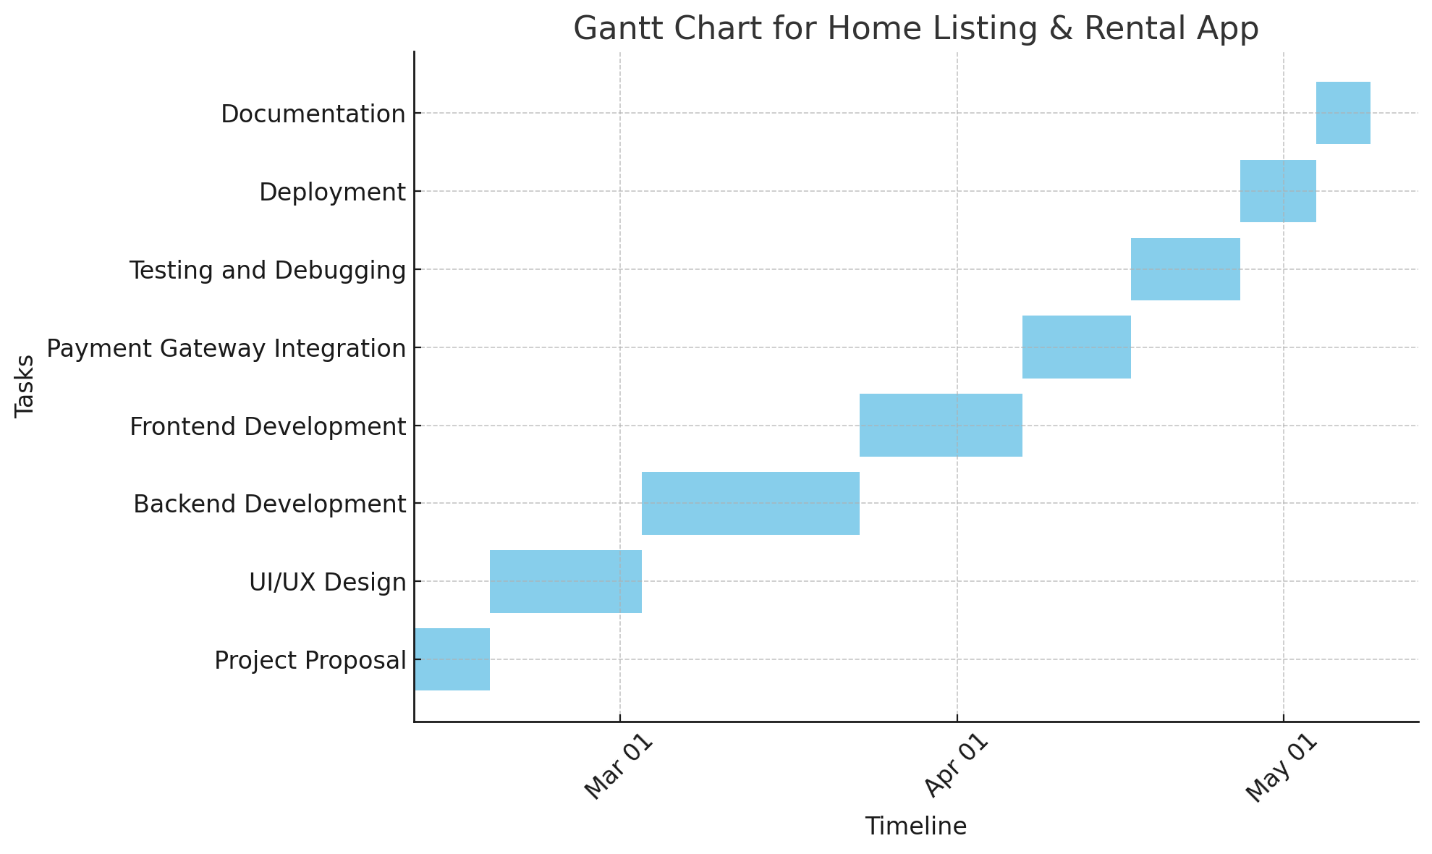 Gantt Chart for Home Listing & Rental App
Documentation
Deployment
Testing and Debugging
Payment Gateway Integration
Frontend Development
Backend Development
UI/UX Design
Project Proposal
Tasks
Mar 01
Apr 01
May 01
Timeline